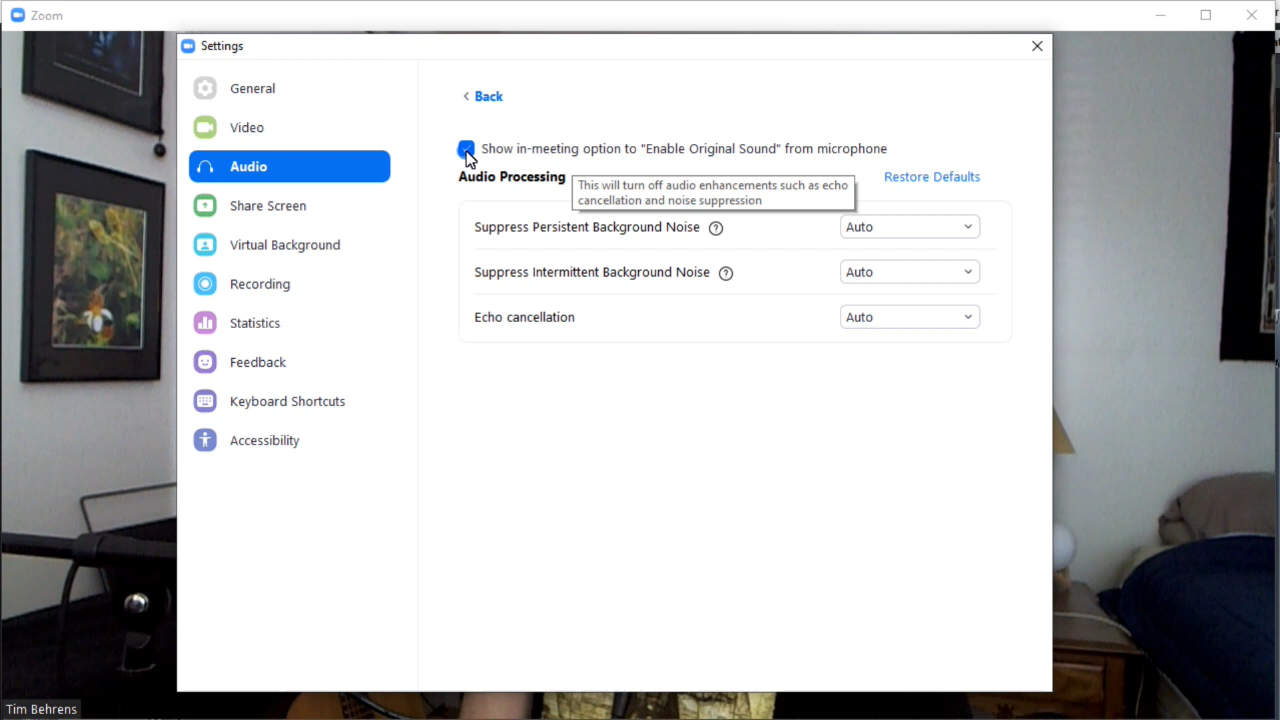 Zoom
Settings
General
Video
Audio
Share Screen
Virtual Background
Recording
Statistics
Feedback
Keyboard Shortcuts
Accessibility
Back
Show in-meeting option to "Enable Original Sound" from microphone
Audio Processing
Restore Defaults
This will turn off audio enhancements such as echo
cancellation and noise suppression
Suppress Persistent Background Noise ? Auto
Suppress Intermittent Background Noise ? Auto
Echo cancellation Auto
Tim Behrens